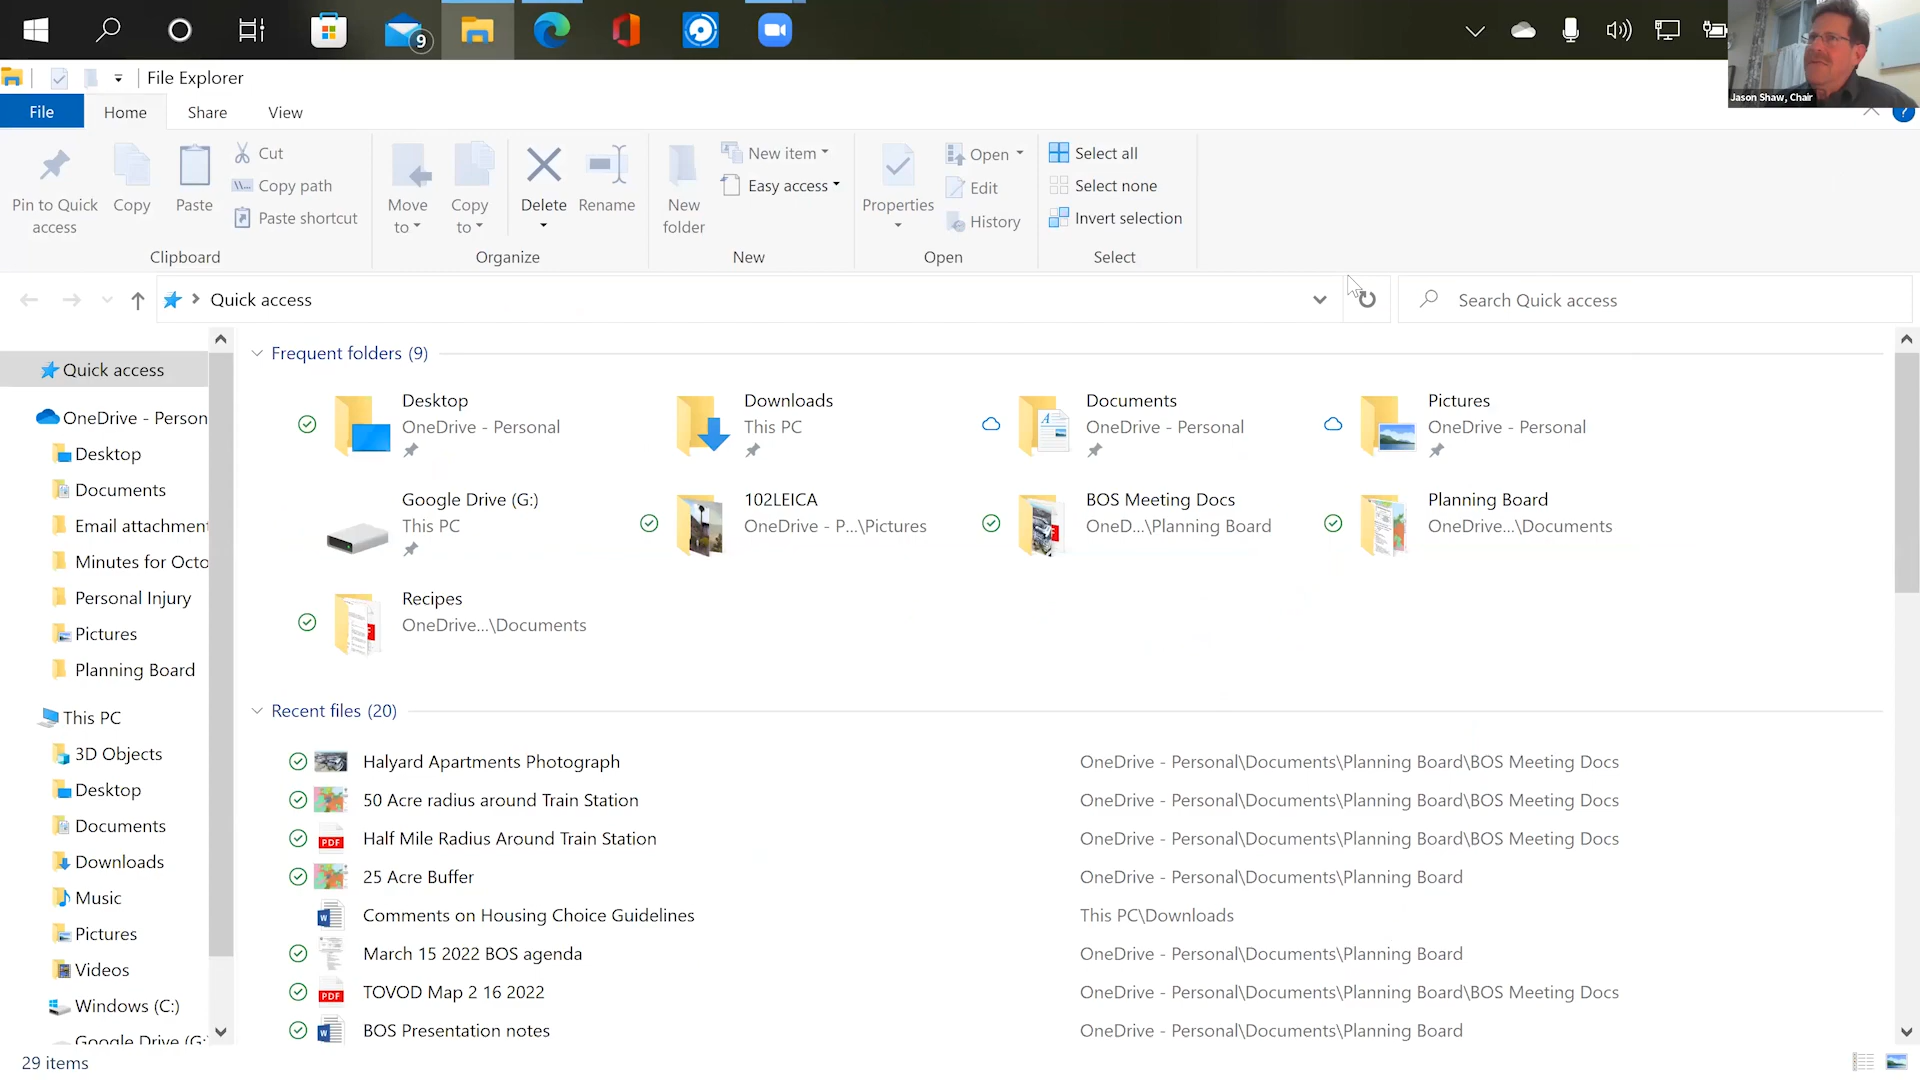 9
File Explorer
Jason Shaw, Chair
File Home Share View
?
Pin to Quick access
Copy
Paste
Cut
Copy path
Paste shortcut
Clipboard
Move to
Copy to
Delete
Rename
Organize
New folder
New item
Easy access
New
Properties
Open
Edit
History
Open
Select all
Select none
Invert selection
Select
Quick access
Search Quick access
Quick access
OneDrive - Person
Desktop
Documents
Email attachment
Minutes for Octo
Personal Injury
Pictures
Planning Board
This PC
3D Objects
Desktop
Documents
Downloads
Music
Pictures
Videos
Windows (C:)
Google Drive (G:
Frequent folders (9)
Desktop
OneDrive - Personal
Downloads
This PC
Documents
OneDrive - Personal
Pictures
OneDrive - Personal
Google Drive (G:)
This PC
102LEICA
OneDrive - P...\Pictures
BOS Meeting Docs
OneD...\Planning Board
Planning Board
OneDrive...\Documents
Recipes
OneDrive...\Documents
Recent files (20)
Halyard Apartments Photograph OneDrive - Personal\Documents\Planning Board\BOS Meeting Docs
50 Acre radius around Train Station OneDrive - Personal\Documents\Planning Board\BOS Meeting Docs
PDF Half Mile Radius Around Train Station OneDrive - Personal\Documents\Planning Board\BOS Meeting Docs
25 Acre Buffer OneDrive - Personal\Documents\Planning Board
Comments on Housing Choice Guidelines This PC\Downloads
March 15 2022 BOS agenda OneDrive - Personal\Documents\Planning Board
PDF TOVOD Map 2 16 2022 OneDrive - Personal\Documents\Planning Board\BOS Meeting Docs
BOS Presentation notes OneDrive - Personal\Documents\Planning Board
29 items